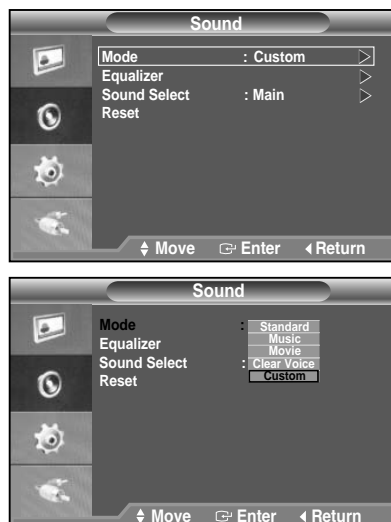 Sound
Mode : Custom
Equalizer
Sound Select : Main
Reset
Move Enter Return
Sound
Mode : Standard
Music
Equalizer
Movie
Sound Select : Clear Voice
Custom
Reset
Move Enter Return